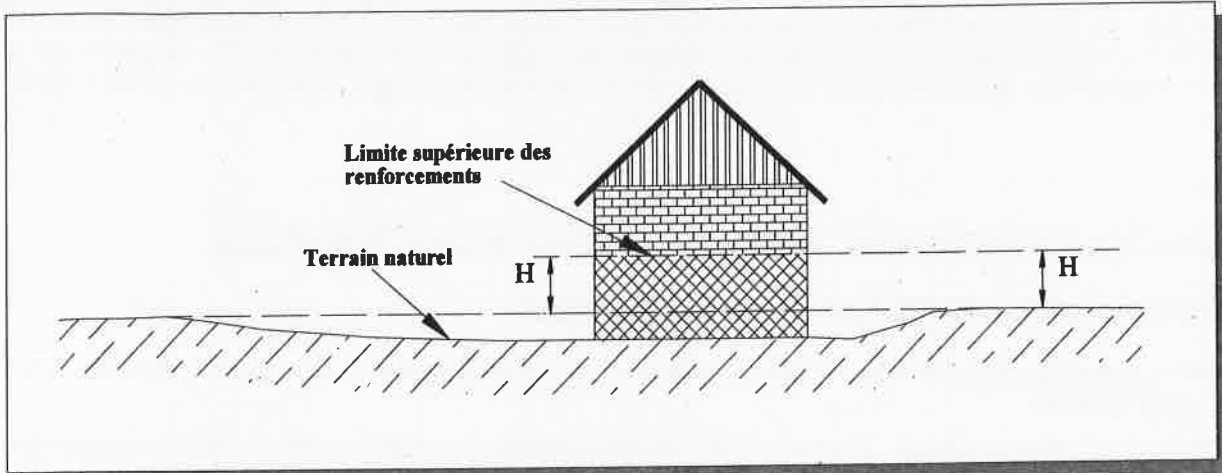 Limite supérieure des
renforcements
Terrain naturel
H
H